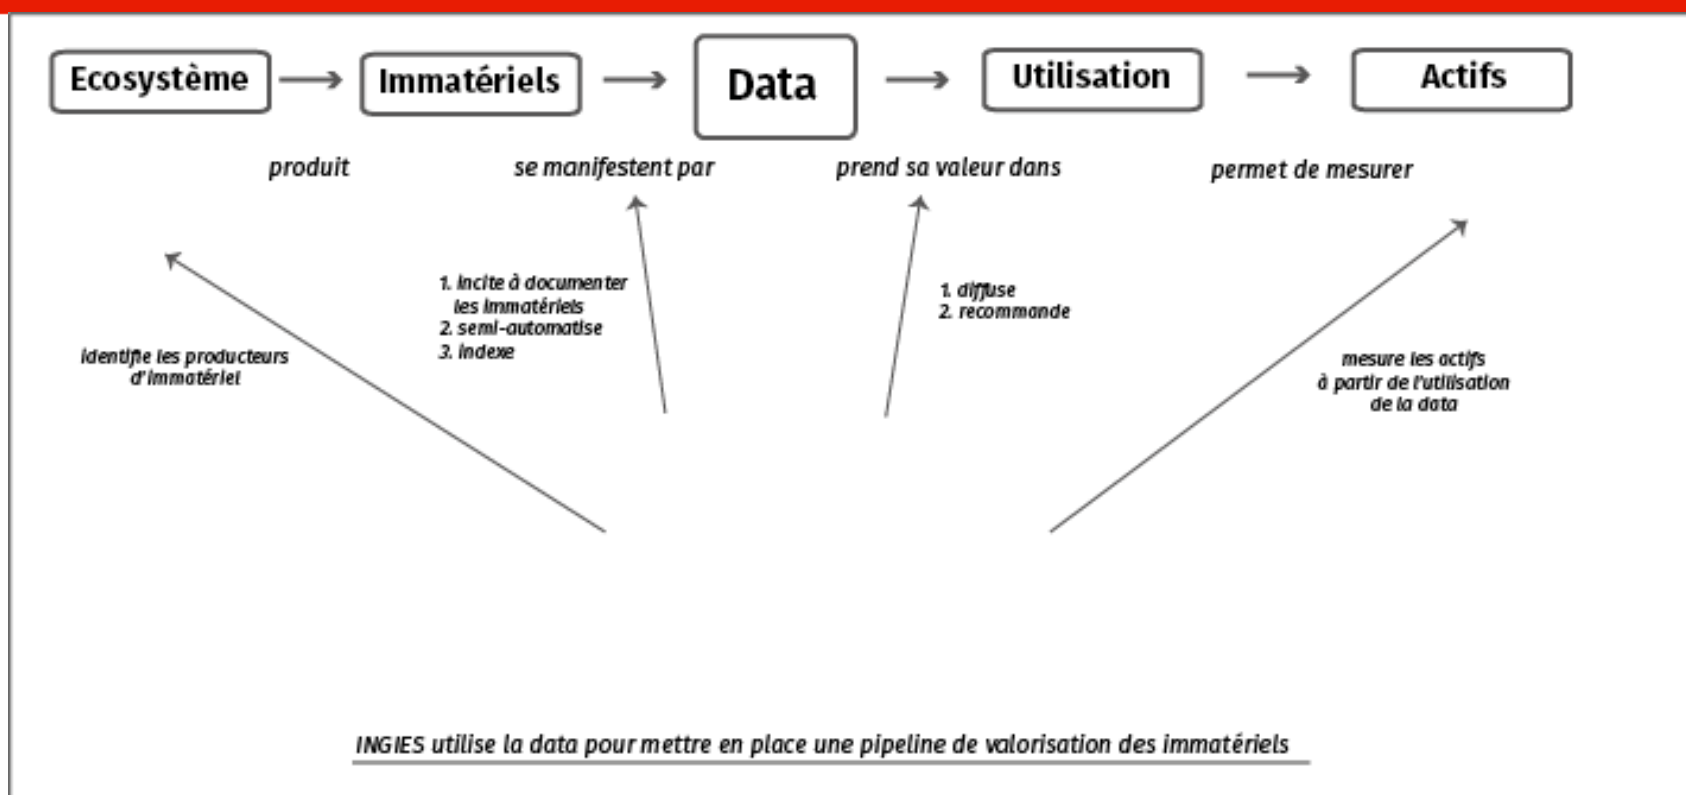 Ecosystème
Immatériels
Data
Utilisation
Actifs
produit
se manifestent par
prend sa valeur dans
permet de mesurer
1. incite à documenter
les immatériels
2. semi-automatise
3. indexe
1. diffuse
2. recommande
identifie les producteurs
d'immatériel
mesure les actifs
à partir de l'utilisation
de la data
INGIES utilise la data pour mettre en place une pipeline de valorisation des immatériels